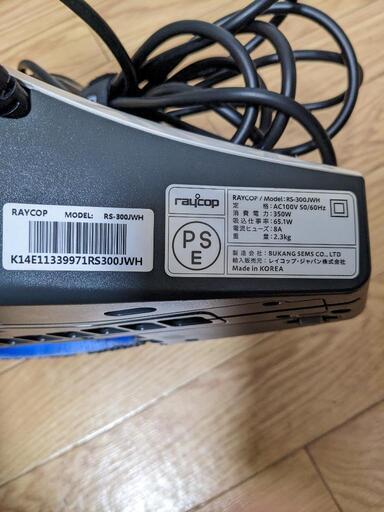 RAYCOP MODEL: RS-300JWH
K14E11339971RS300JWH
raycop
PSE
RAYCOP / Model: RS-300JWH
定 格: AC100V 50/60Hz
消費電力: 350W
吸込仕事率: 65.1W
電流ヒューズ: 8A
重 量: 2.3kg
製造会社: BUKANG SEMS CO., LTD
輸入販売元: レイコップ・ジャパン株式会社
Made in KOREA